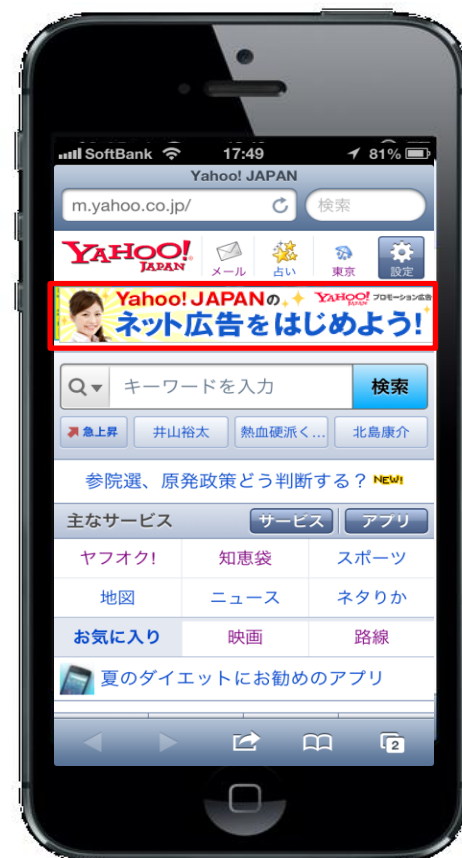 SoftBank 17:49 81%
Yahoo! JAPAN
m.yahoo.co.jp/ 検索
YAHOO! JAPAN メール 占い 東京 設定
Yahoo! JAPANの YAHOO! JAPAN プロモーション広告
ネット広告をはじめよう!
キーワードを入力 検索
急上昇 井山裕太 熱血硬派く... 北島康介
参院選、原発政策どう判断する? NEW!
主なサービス サービス アプリ
ヤフオク! 知恵袋 スポーツ
地図 ニュース ネタりか
お気に入り 映画 路線
夏のダイエットにお勧めのアプリ
2